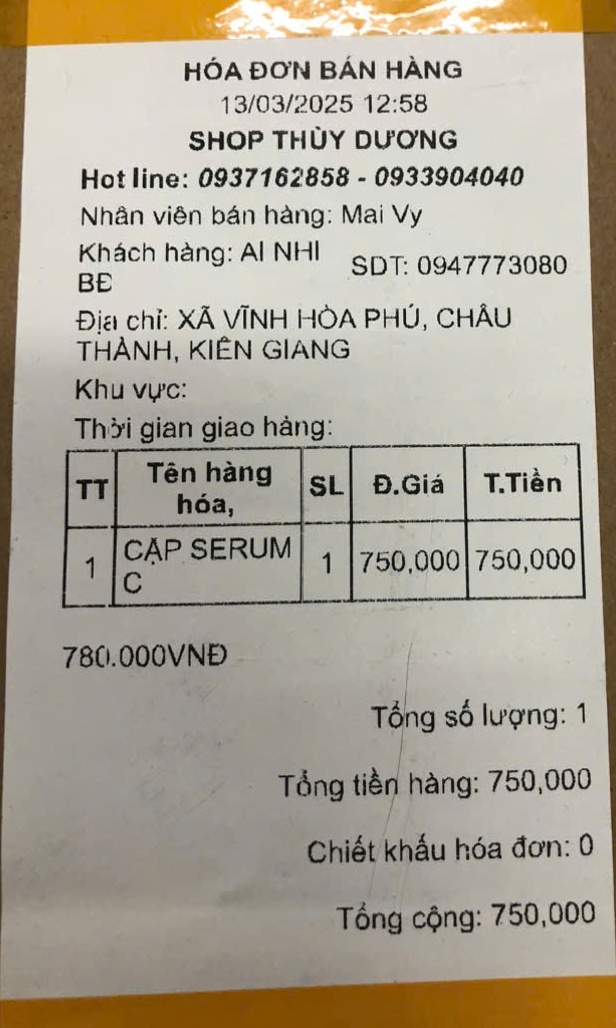 HÓA ĐƠN BÁN HÀNG
13/03/2025 12:58
SHOP THÙY DƯƠNG
Hot line: 0937162858 - 0933904040
Nhân viên bán hàng: Mai Vy
Khách hàng: AI NHI BÉ SDT: 0947773080
Địa chỉ: XÃ VĨNH HÒA PHÚ, CHÂU
THÀNH, KIÊN GIANG
Khu vực:
Thời gian giao hàng:
TT Tên hàng hóa, SL Đ.Giá T.Tiền
1 CẶP SERUM C 1 750,000 750,000
780.000VNĐ
Tổng số lượng: 1
Tổng tiền hàng: 750,000
Chiết khấu hóa đơn: 0
Tổng cộng: 750,000